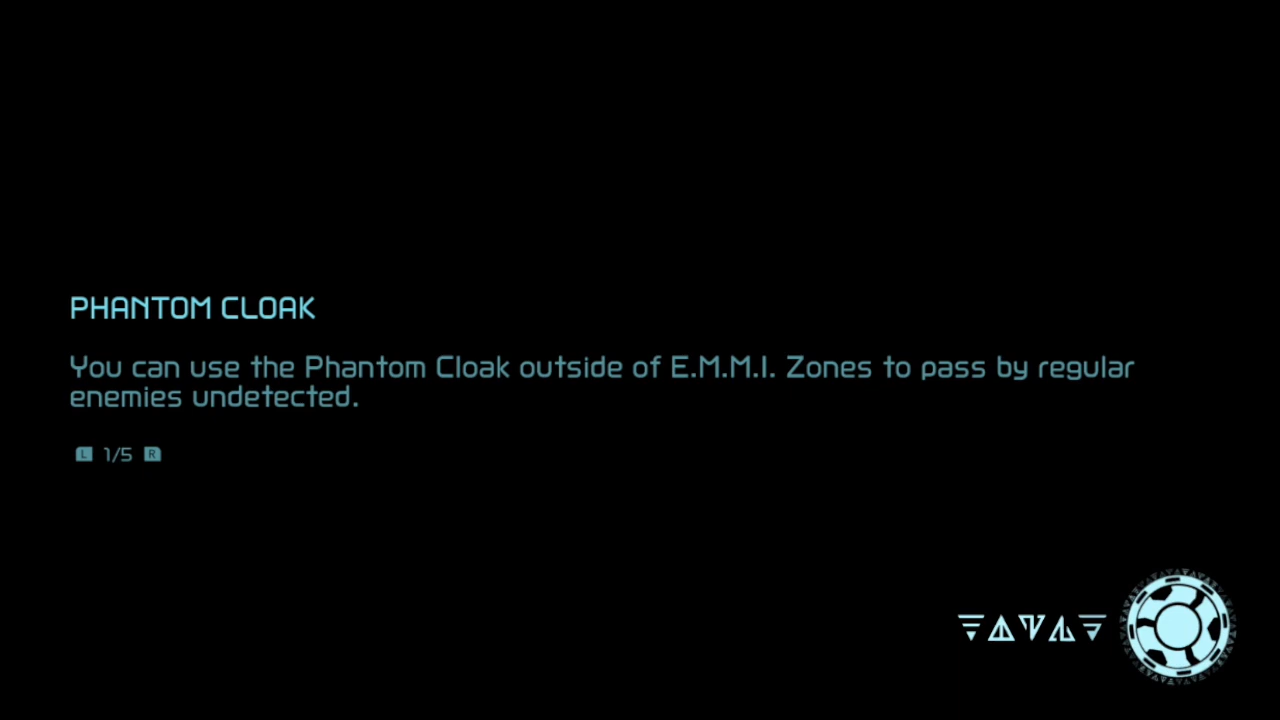 PHANTOM CLOAK
You can use the Phantom Cloak outside of E.M.M.I. Zones to pass by regular
enemies undetected.
L 1/5 R